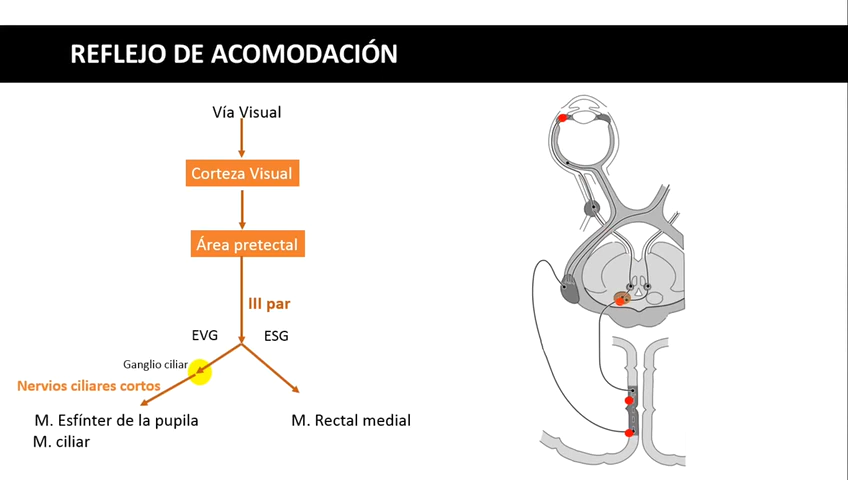 REFLEJO DE ACOMODACIÓN
Vía Visual
Corteza Visual
Área pretectal
III par
EVG
ESG
Ganglio ciliar
Nervios ciliares cortos
M. Esfínter de la pupila
M. ciliar
M. Rectal medial